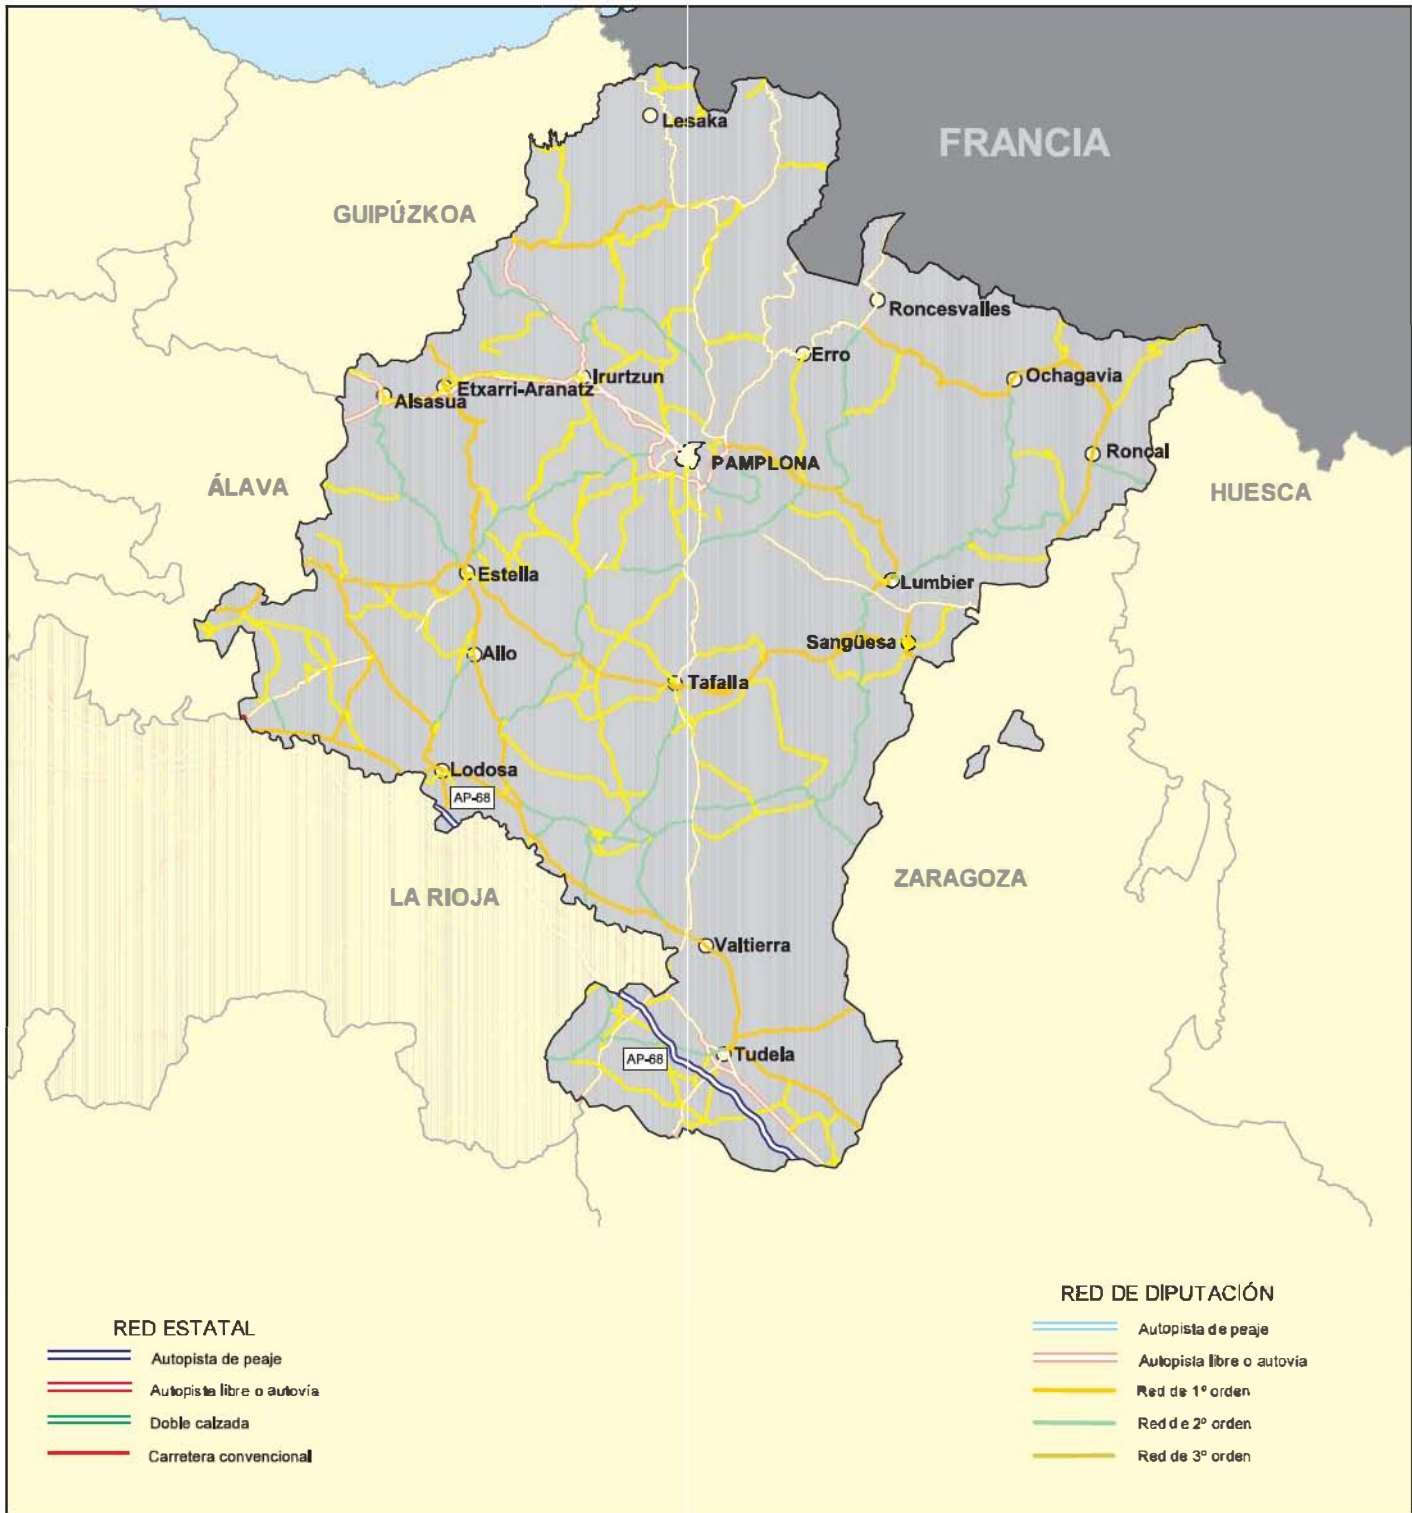 FRANCIA
Lesaka
GUIPÚZKOA
Roncesvalles
Erro
Irurtzun
Ochagavia
Etxarri-Aranatz
Alsasua
Roncal
PAMPLONA
ÁLAVA
HUESCA
Estella
Lumbier
Sangüesa
Allo
Tafalla
Lodosa
AP-68
ZARAGOZA
LA RIOJA
Valtierra
Tudela
AP-68
RED ESTATAL
Autopista de peaje
Autopista libre o autovía
Doble calzada
Carretera convencional
RED DE DIPUTACIÓN
Autopista de peaje
Autopista libre o autovía
Red de 1º orden
Red de 2º orden
Red de 3º orden